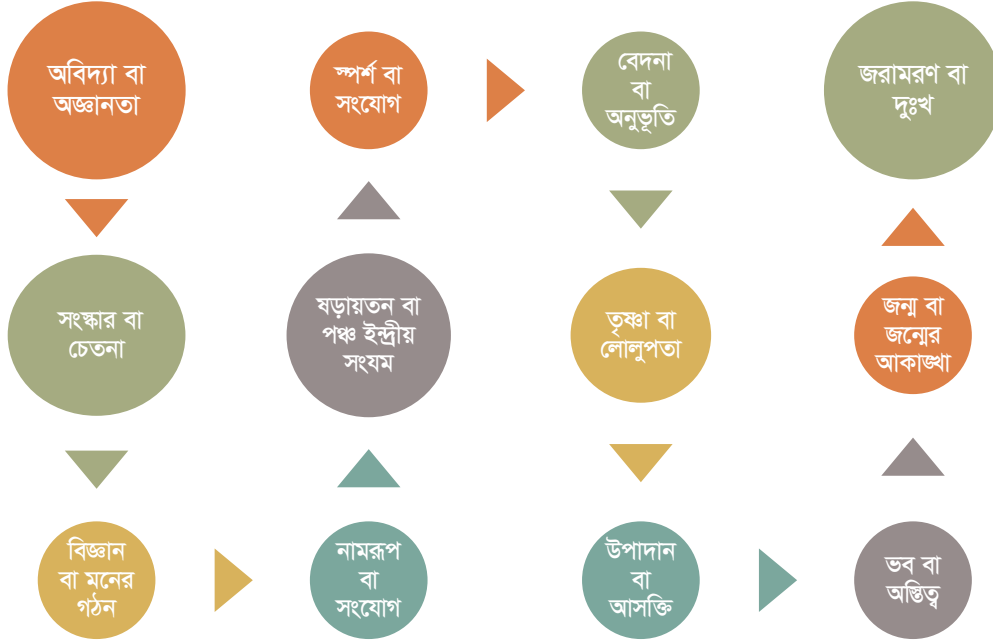 অবিদ্যা বা
অজ্ঞানতা
সংস্কার বা
চেতনা
বিজ্ঞান
বা মনের
গঠন
নামরূপ
বা
সংযোগ
ষড়ায়তন বা
পঞ্চ ইন্দ্রীয়
সংযম
স্পর্শ বা
সংযোগ
বেদনা
বা
অনুভূতি
তৃষ্ণা বা
লোলুপতা
উপাদান
বা
আসক্তি
ভব বা
অস্তিত্ব
জন্ম বা
জন্মের
আকাঙ্খা
জরামরণ বা
দুঃখ